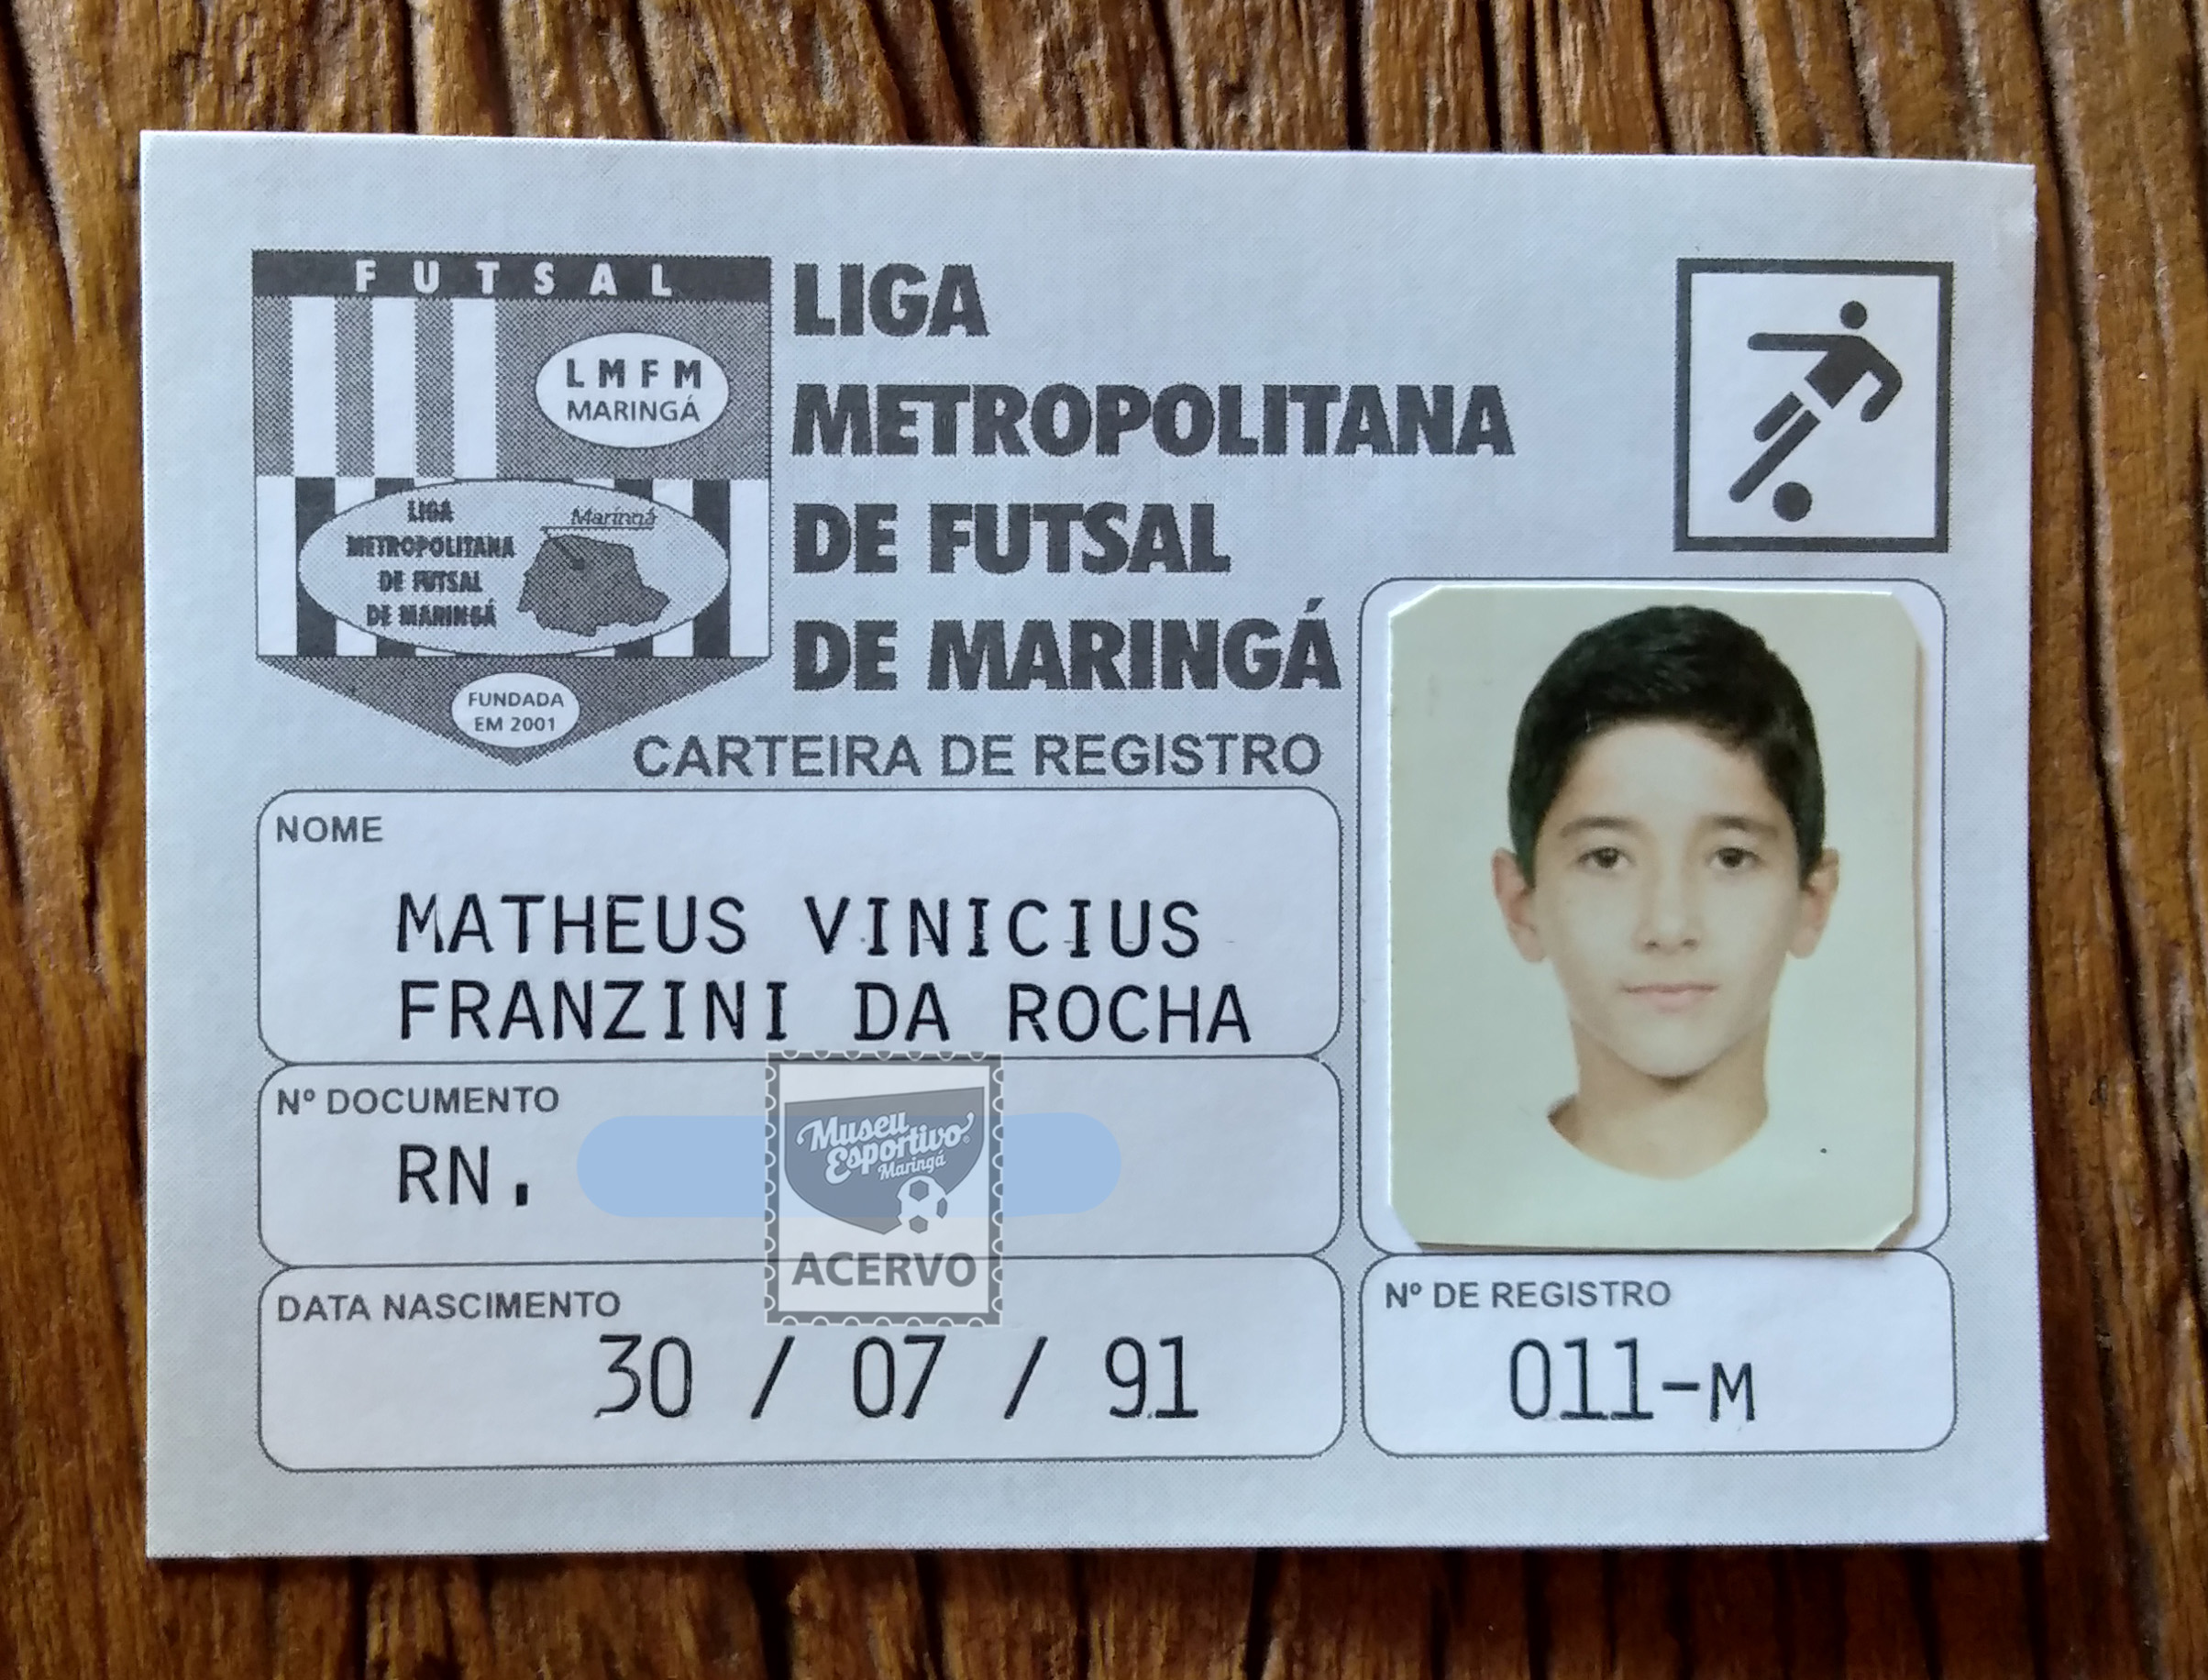 FUTSAL
LMFM
MARINGÁ
LIGA
METROPOLITANA
DE FUTSAL
DE MARINGÁ
Maringá
FUNDADA
EM 2001
LIGA
METROPOLITANA
DE FUTSAL
DE MARINGÁ
CARTEIRA DE REGISTRO
NOME
MATHEUS VINICIUS
FRANZINI DA ROCHA
Nº DOCUMENTO
RN.
Museu
Esportivo
Maringá
ACERVO
DATA NASCIMENTO
30 / 07 / 91
Nº DE REGISTRO
011-M